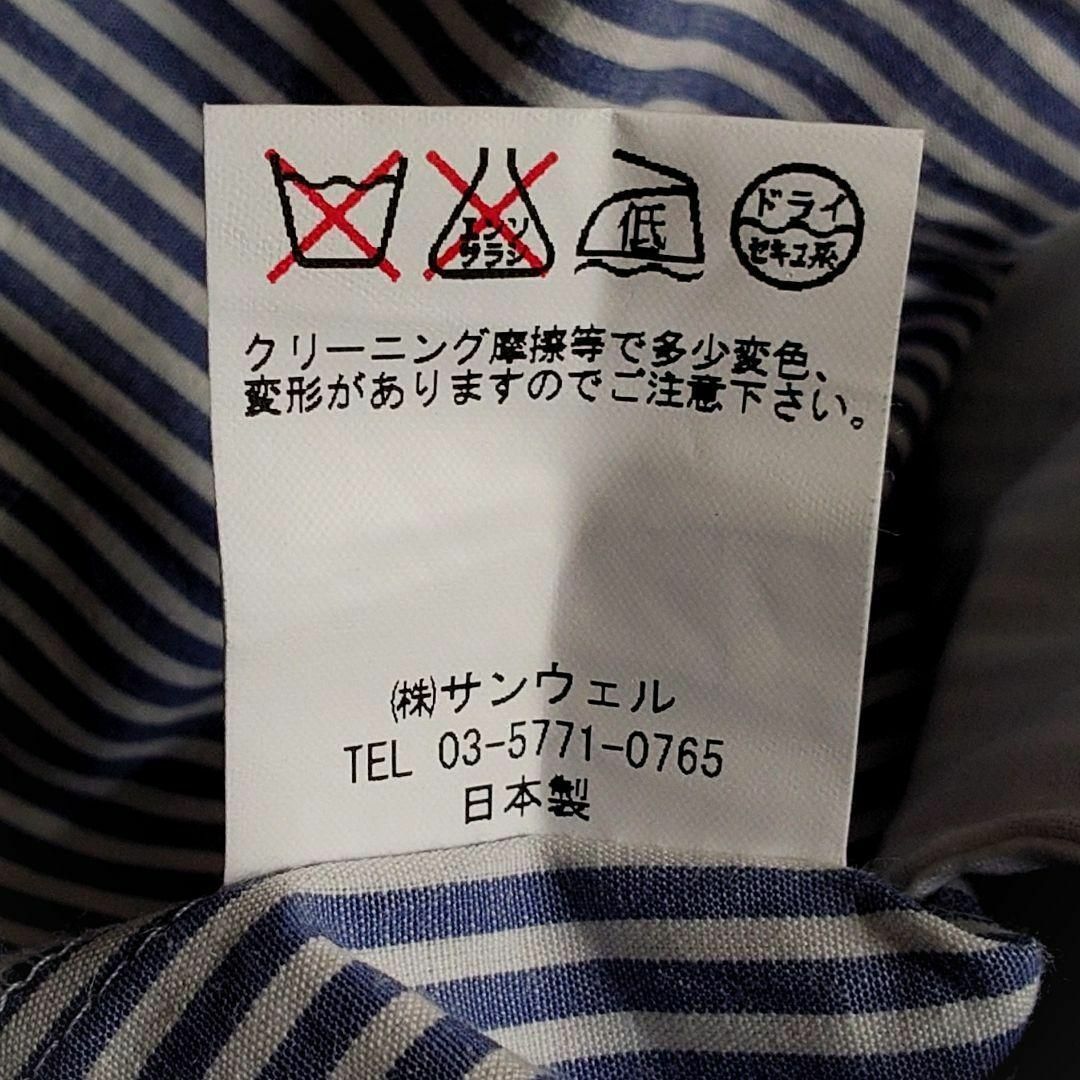 エンソ
サラシ
低
ドライ
セキユ系
クリーニング摩擦等で多少変色、
変形がありますのでご注意下さい。
㈱サンウェル
TEL 03-5771-0765
日本製